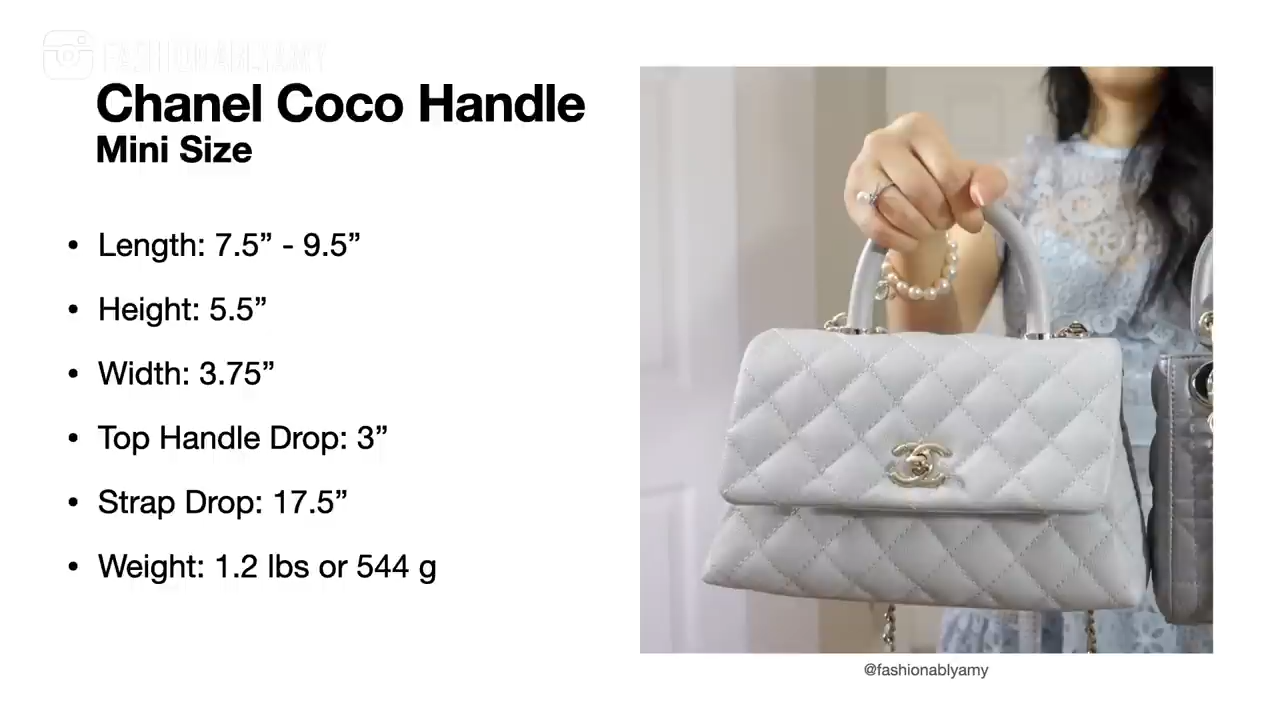 FASHIONABLYAMY
Chanel Coco Handle
Mini Size
• Length: 7.5” - 9.5”
• Height: 5.5”
• Width: 3.75”
• Top Handle Drop: 3”
• Strap Drop: 17.5”
• Weight: 1.2 lbs or 544 g
@fashionablyamy